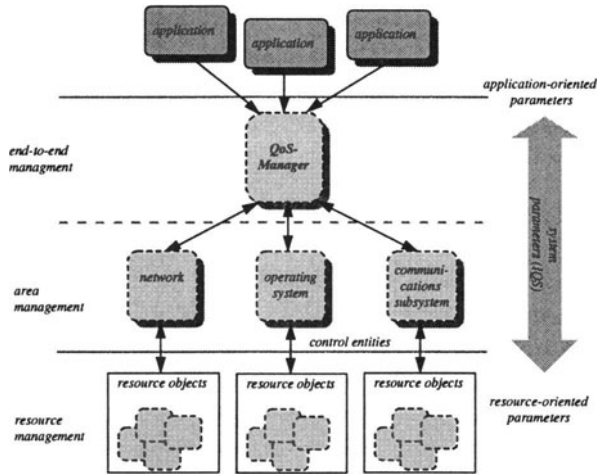 application
application
application
application-oriented
parameters
end-to-end
managment
QoS-
Manager
system
parameters (IQS)
network
operating
system
communi-
cations
subsystem
area
management
control entities
resource objects
resource objects
resource objects
resource
management
resource-oriented
parameters